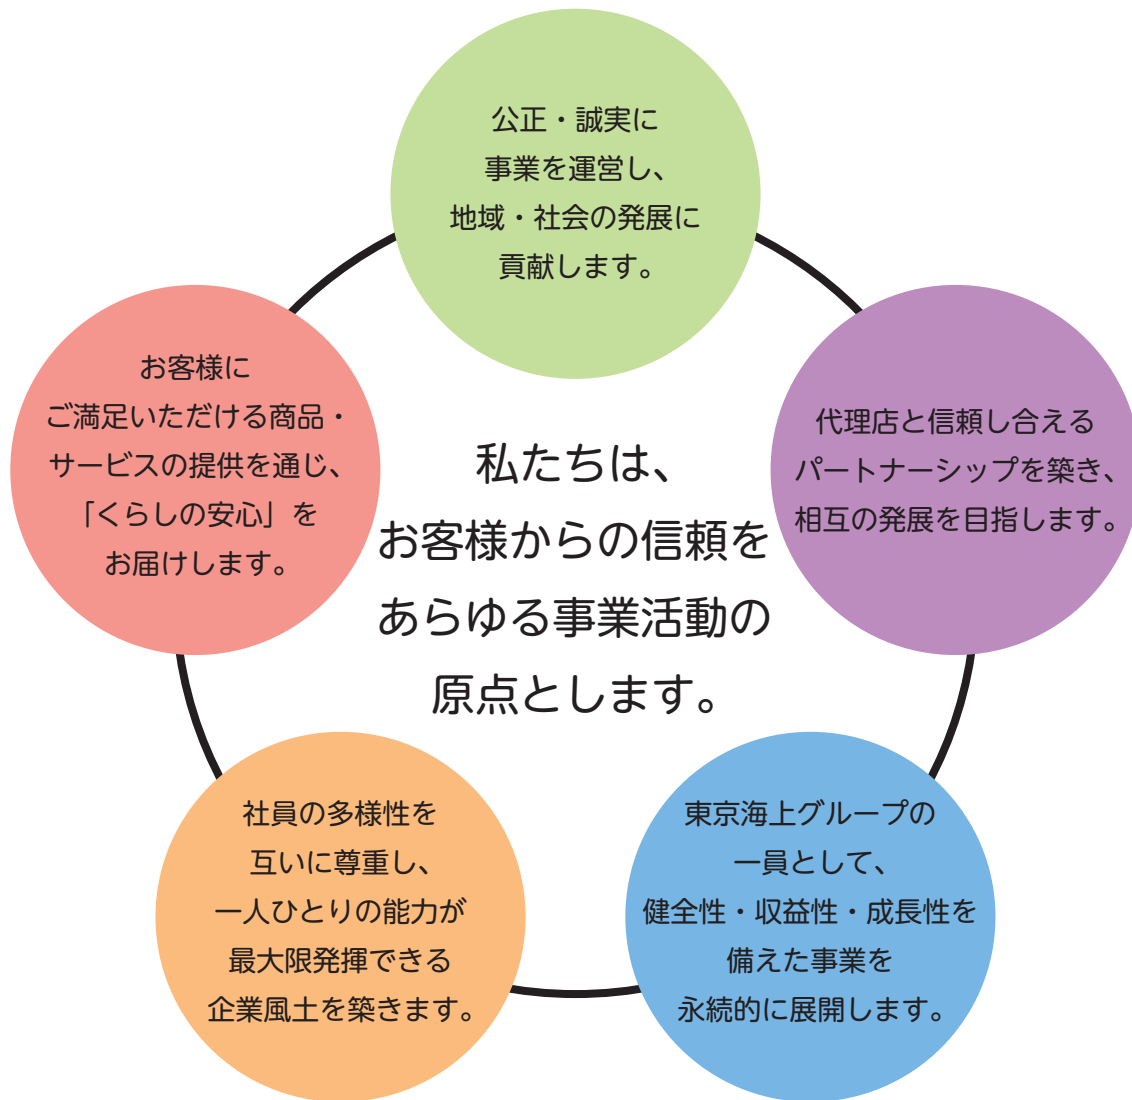 公正・誠実に
事業を運営し、
地域・社会の発展に
貢献します。
お客様に
ご満足いただける商品・
サービスの提供を通じ、
「くらしの安心」を
お届けします。
私たちは、
お客様からの信頼を
あらゆる事業活動の
原点とします。
代理店と信頼し合える
パートナーシップを築き、
相互の発展を目指します。
社員の多様性を
互いに尊重し、
一人ひとりの能力が
最大限発揮できる
企業風土を築きます。
東京海上グループの
一員として、
健全性・収益性・成長性を
備えた事業を
永続的に展開します。